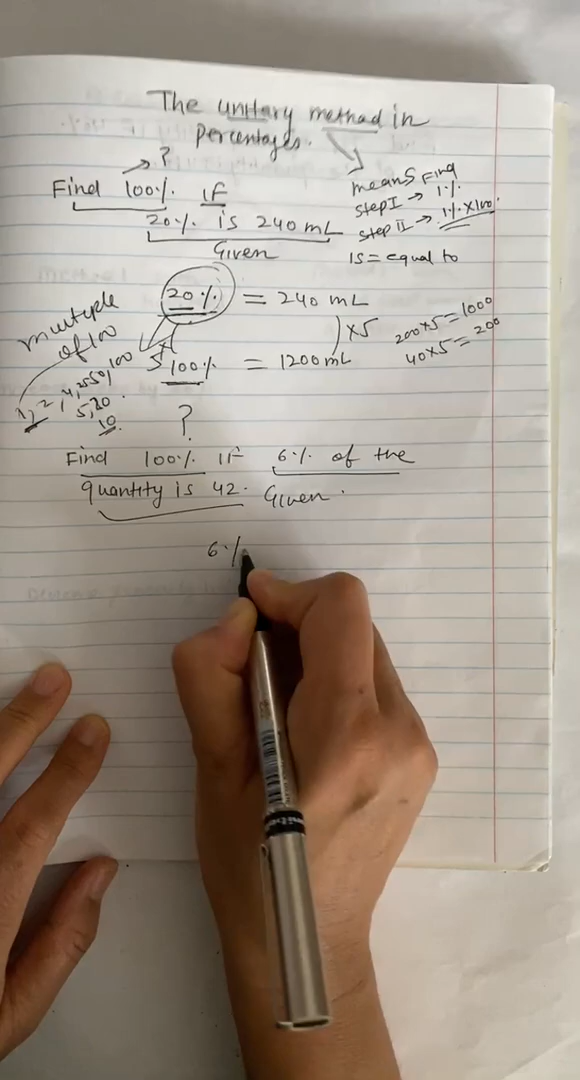 The unitary method in
percentages.
?
Find 100% if
20% is 240 mL
Given
means Find
step I → 1%
step II → 1% × 100.
is = equal to
20% = 240 mL
×5
100% = 1200 mL
200×5 = 1000
40×5 = 200
multiple
of 100
1, 2, 4, 25, 50, 100
5, 20
10
?
Find 100% if 6% of the
quantity is 42. Given.
6%